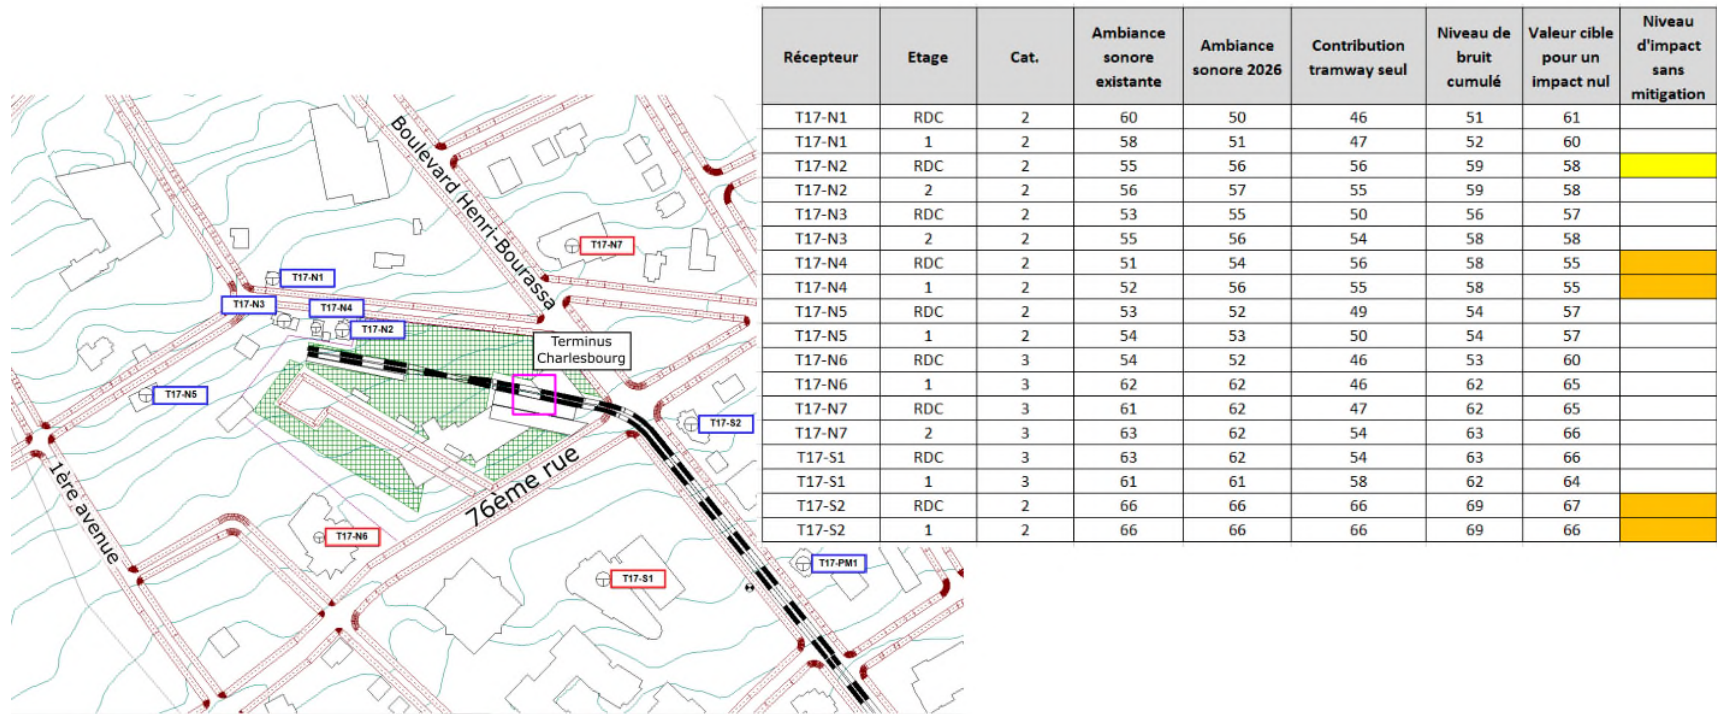 Boulevard Henri-Bourassa
T17-N7
T17-N1
T17-N3
T17-N4
T17-N2
Terminus
Charlesbourg
T17-N5
T17-S2
1ère avenue
76ème rue
T17-N6
T17-S1
T17-PM1
Récepteur Etage Cat. Ambiance sonore existante Ambiance sonore 2026 Contribution tramway seul Niveau de bruit cumulé Valeur cible pour un impact nul Niveau d'impact sans mitigation
T17-N1 RDC 2 60 50 46 51 61
T17-N1 1 2 58 51 47 52 60
T17-N2 RDC 2 55 56 56 59 58
T17-N2 2 2 56 57 55 59 58
T17-N3 RDC 2 53 55 50 56 57
T17-N3 2 2 55 56 54 58 58
T17-N4 RDC 2 51 54 56 58 55
T17-N4 1 2 52 56 55 58 55
T17-N5 RDC 2 53 52 49 54 57
T17-N5 1 2 54 53 50 54 57
T17-N6 RDC 3 54 52 46 53 60
T17-N6 1 3 62 62 46 62 65
T17-N7 RDC 3 61 62 47 62 65
T17-N7 2 3 63 62 54 63 66
T17-S1 RDC 3 63 62 54 63 66
T17-S1 1 3 61 61 58 62 64
T17-S2 RDC 2 66 66 66 69 67
T17-S2 1 2 66 66 66 69 66